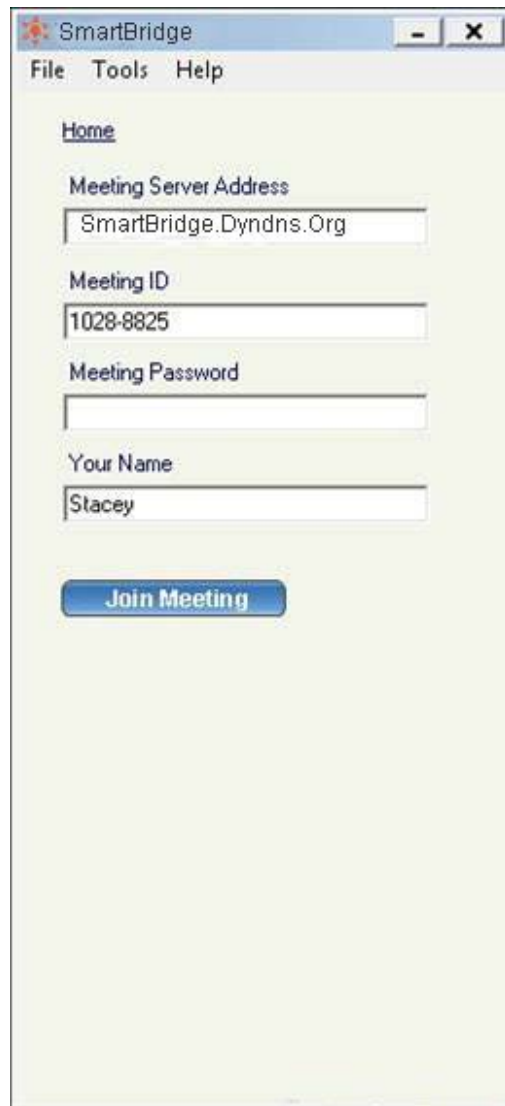 SmartBridge
File Tools Help
Home
Meeting Server Address
SmartBridge.Dyndns.Org
Meeting ID
1028-8825
Meeting Password
Your Name
Stacey
Join Meeting